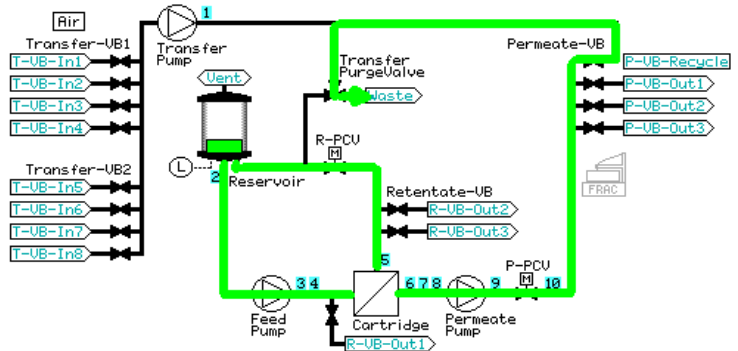 Air
1
Transfer-VB1
Transfer
Pump
T-VB-In1
T-VB-In2
T-VB-In3
T-VB-In4
Transfer-VB2
T-VB-In5
T-VB-In6
T-VB-In7
T-VB-In8
Vent
L
2
Reservoir
Transfer
PurgeValve
Waste
R-PCV
M
Permeate-VB
P-VB-Recycle
P-VB-Out1
P-VB-Out2
P-VB-Out3
FRAC
Retentate-VB
R-VB-Out2
R-VB-Out3
5
3 4
6 7 8
9
P-PCV
M
10
Feed
Pump
Cartridge
Permeate
Pump
R-VB-Out1